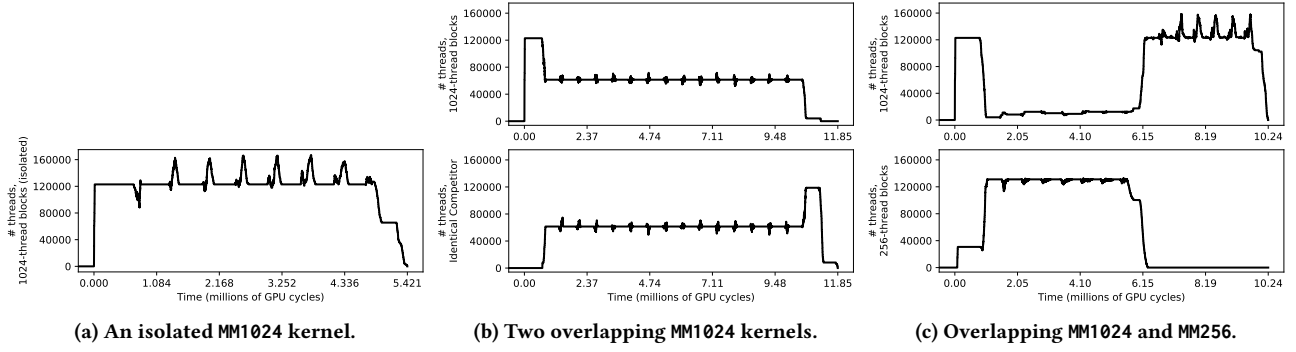 # threads,
1024-thread blocks (isolated)
160000
120000
80000
40000
0
0.000 1.084 2.168 3.252 4.336 5.421
Time (millions of GPU cycles)
(a) An isolated MM1024 kernel.
# threads,
1024-thread blocks
160000
120000
80000
40000
0
0.00 2.37 4.74 7.11 9.48 11.85
# threads,
Identical Competitor
160000
120000
80000
40000
0
0.00 2.37 4.74 7.11 9.48 11.85
Time (millions of GPU cycles)
(b) Two overlapping MM1024 kernels.
# threads,
1024-thread blocks
160000
120000
80000
40000
0
0.00 2.05 4.10 6.15 8.19 10.24
# threads,
256-thread blocks
160000
120000
80000
40000
0
0.00 2.05 4.10 6.15 8.19 10.24
Time (millions of GPU cycles)
(c) Overlapping MM1024 and MM256.